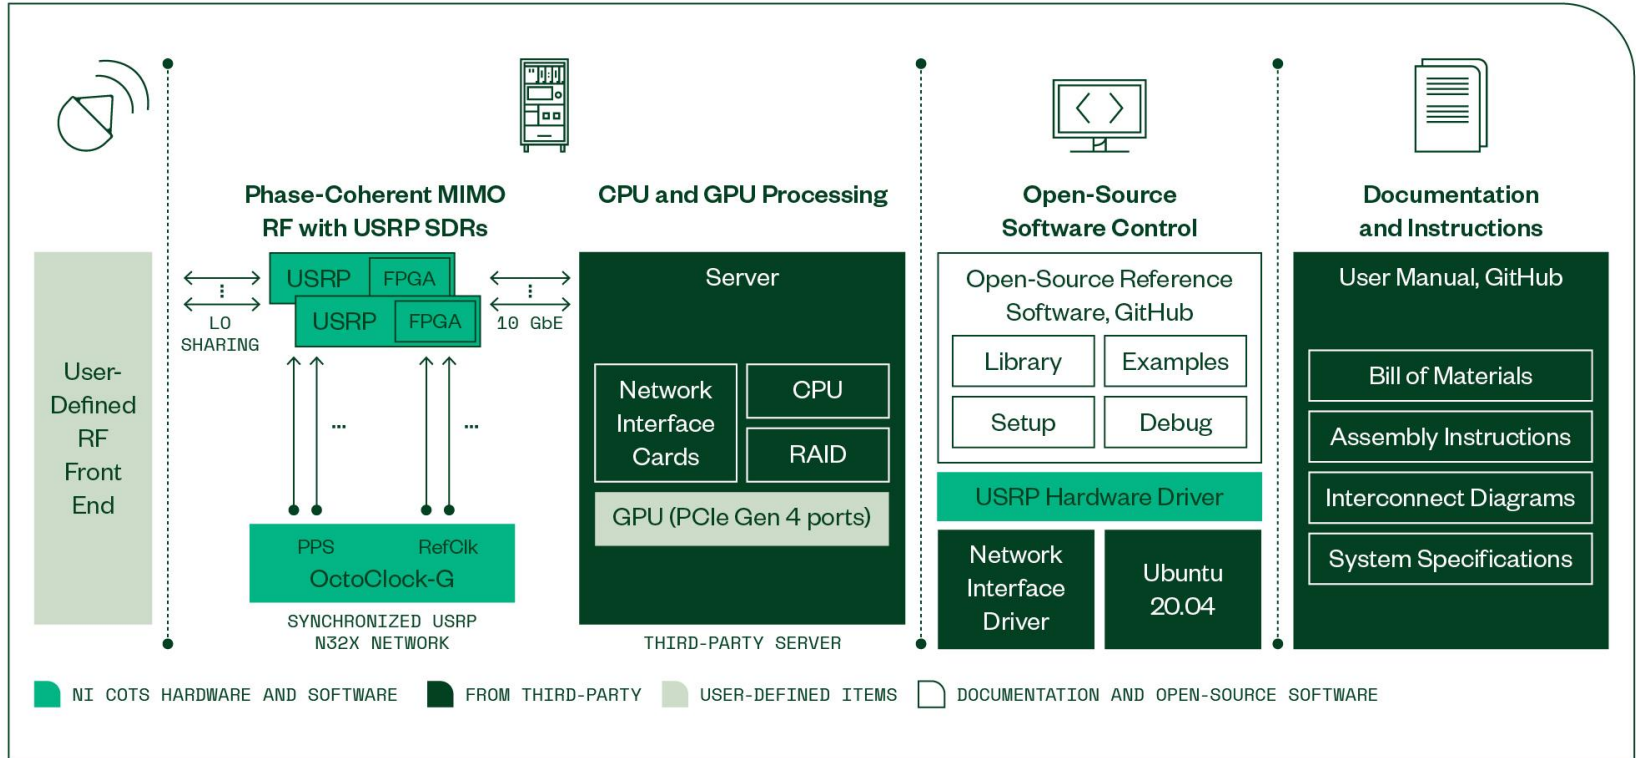 Phase-Coherent MIMO
RF with USRP SDRs
CPU and GPU Processing
Open-Source
Software Control
Documentation
and Instructions
User-
Defined
RF
Front
End
LO
SHARING
USRP
FPGA
USRP
FPGA
10 GbE
...
...
PPS
RefClk
OctoClock-G
SYNCHRONIZED USRP
N32X NETWORK
Server
Network
Interface
Cards
CPU
RAID
GPU (PCIe Gen 4 ports)
THIRD-PARTY SERVER
Open-Source Reference
Software, GitHub
Library
Examples
Setup
Debug
USRP Hardware Driver
Network
Interface
Driver
Ubuntu
20.04
User Manual, GitHub
Bill of Materials
Assembly Instructions
Interconnect Diagrams
System Specifications
NI COTS HARDWARE AND SOFTWARE
FROM THIRD-PARTY
USER-DEFINED ITEMS
DOCUMENTATION AND OPEN-SOURCE SOFTWARE